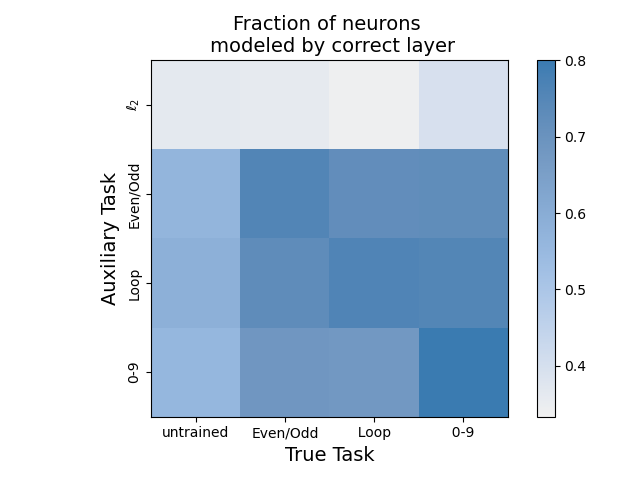 Fraction of neurons
modeled by correct layer
Auxiliary Task
ℓ2
Even/Odd
Loop
0-9
untrained
Even/Odd
Loop
0-9
True Task
0.8
0.7
0.6
0.5
0.4